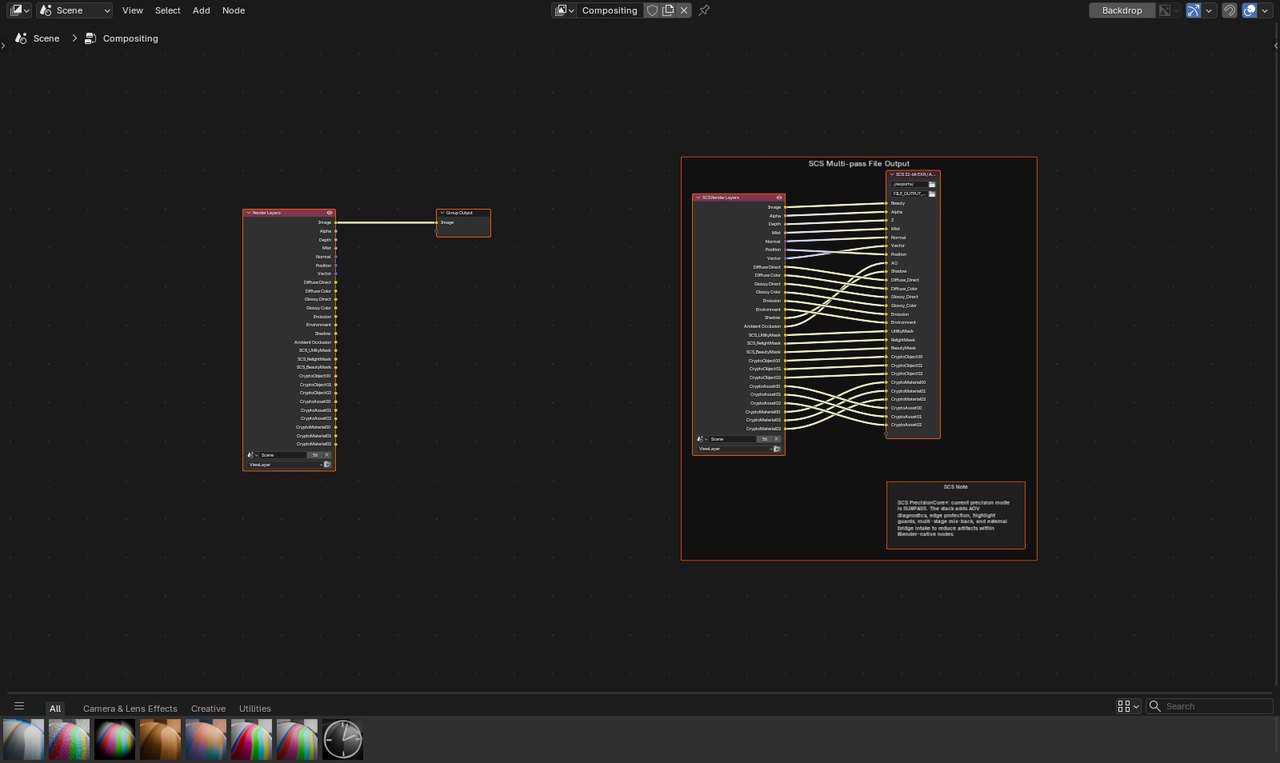 Scene View Select Add Node Compositing Backdrop
Scene Compositing
Render Layers
Image
Alpha
Depth
Mist
Normal
Position
Vector
Diffuse Direct
Diffuse Color
Glossy Direct
Glossy Color
Emission
Environment
Shadow
Ambient Occlusion
SCS_UtilityMask
SCS_RelightMask
SCS_BeautyMask
CryptoObject00
CryptoObject01
CryptoObject02
CryptoAsset00
CryptoAsset01
CryptoAsset02
CryptoMaterial00
CryptoMaterial01
CryptoMaterial02
Scene
ViewLayer
Group Output
Image
SCS Multi-pass File Output
SCS Render Layers
Image
Alpha
Depth
Mist
Normal
Position
Vector
Diffuse Direct
Diffuse Color
Glossy Direct
Glossy Color
Emission
Environment
Shadow
Ambient Occlusion
SCS_UtilityMask
SCS_RelightMask
SCS_BeautyMask
CryptoObject00
CryptoObject01
CryptoObject02
CryptoAsset00
CryptoAsset01
CryptoAsset02
CryptoMaterial00
CryptoMaterial01
CryptoMaterial02
Scene
ViewLayer
SCS 32-bit EXR / A...
//exports/
FILE_OUTPUT_...
Beauty
Alpha
Z
Mist
Normal
Vector
Position
AO
Shadow
Diffuse_Direct
Diffuse_Color
Glossy_Direct
Glossy_Color
Emission
Environment
UtilityMask
RelightMask
BeautyMask
CryptoObject00
CryptoObject01
CryptoObject02
CryptoMaterial00
CryptoMaterial01
CryptoMaterial02
CryptoAsset00
CryptoAsset01
CryptoAsset02
SCS Note
SCS PrecisionCore+: current precision mode
is SURPASS. The stack adds AOV
diagnostics, edge protection, highlight
guards, multi-stage mix-back, and external
bridge intake to reduce artifacts within
Blender-native nodes.
All Camera & Lens Effects Creative Utilities Search